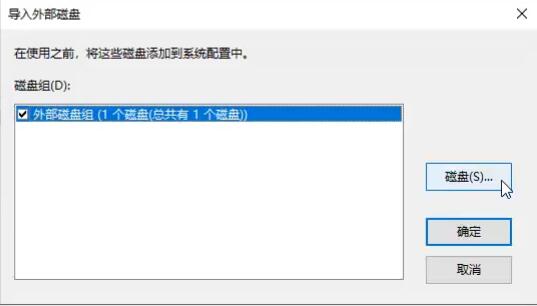 导入外部磁盘
在使用之前，将这些磁盘添加到系统配置中。
磁盘组(D):
外部磁盘组 (1 个磁盘(总共有 1 个磁盘))
磁盘(S)...
确定
取消